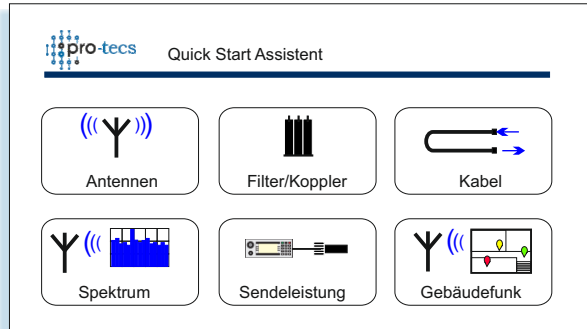 pro-tecs
Quick Start Assistent
Antennen
Filter/Koppler
Kabel
Spektrum
Sendeleistung
Gebäudefunk